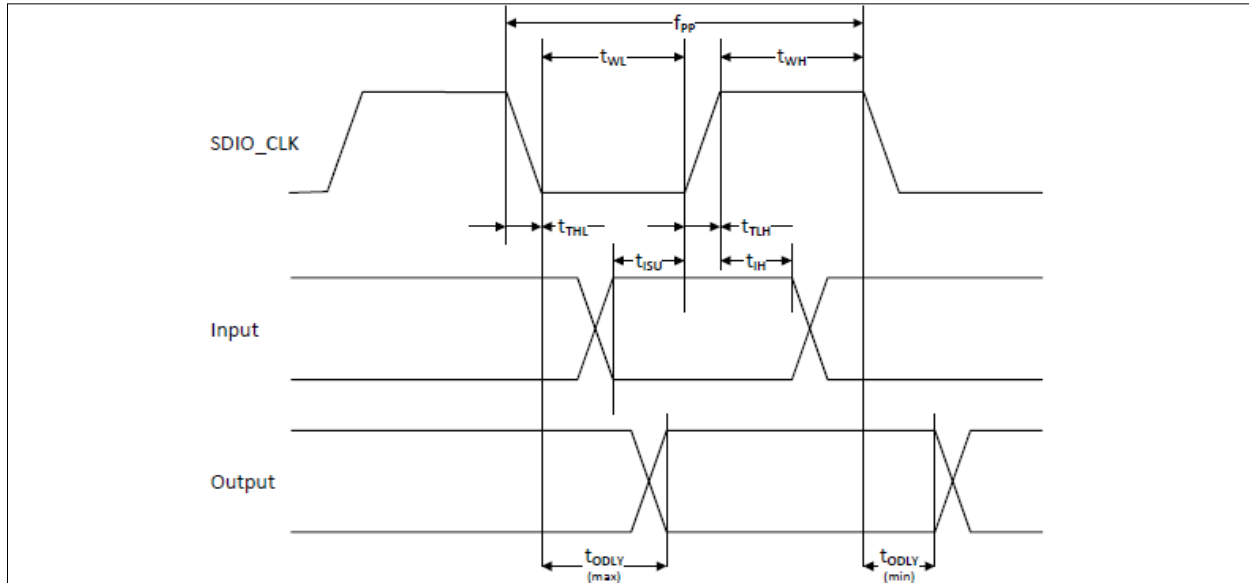 fPP
tWL tWH
SDIO_CLK
tTHL tTLH
tISU tIH
Input
Output
tODLY tODLY
(max) (min)